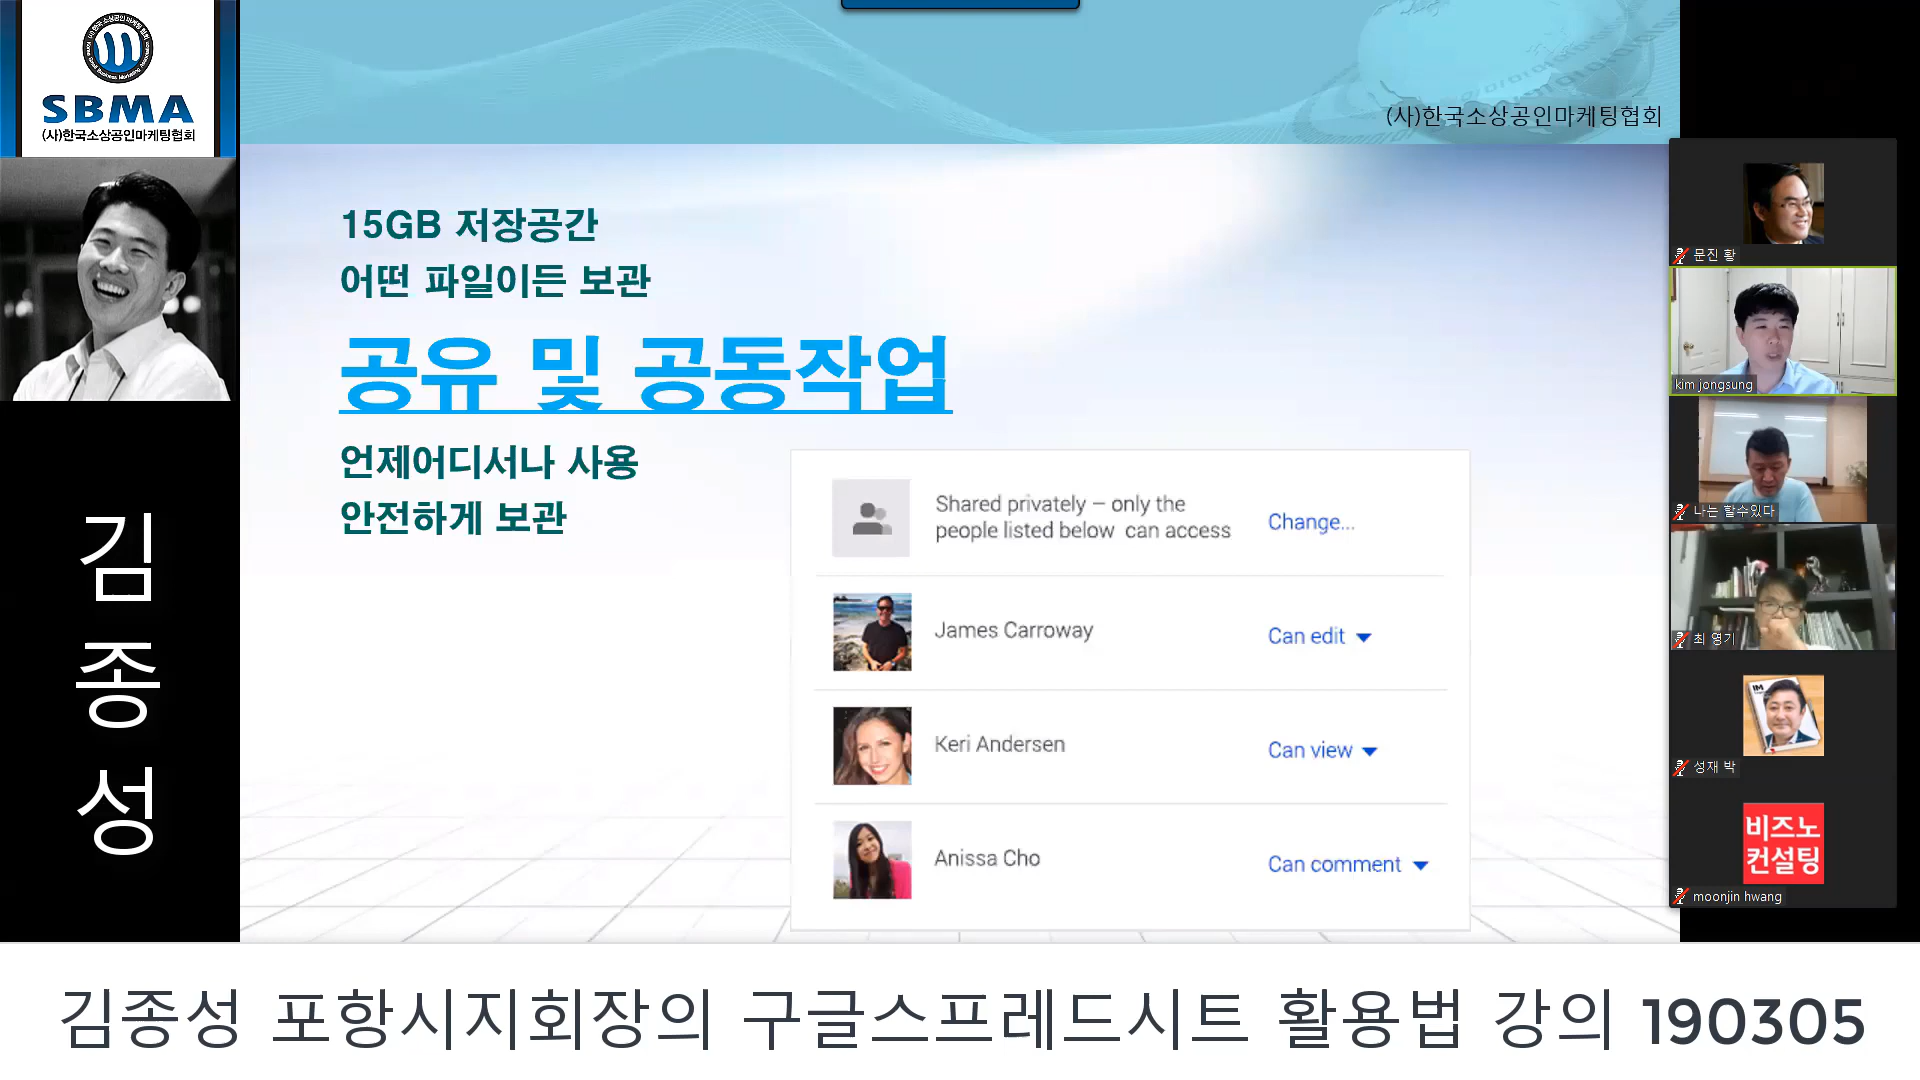 SBMA
(사)한국소상공인마케팅협회
김
종
성
(사)한국소상공인마케팅협회
15GB 저장공간
어떤 파일이든 보관
공유 및 공동작업
언제어디서나 사용
안전하게 보관
Shared privately – only the
people listed below can access
Change...
James Carroway
Can edit
Keri Andersen
Can view
Anissa Cho
Can comment
문진 황
kim jongsung
나는 할수있다
최 영기
IM
성재 박
비즈노
컨설팅
moonjin hwang
김종성 포항시지회장의 구글스프레드시트 활용법 강의 190305